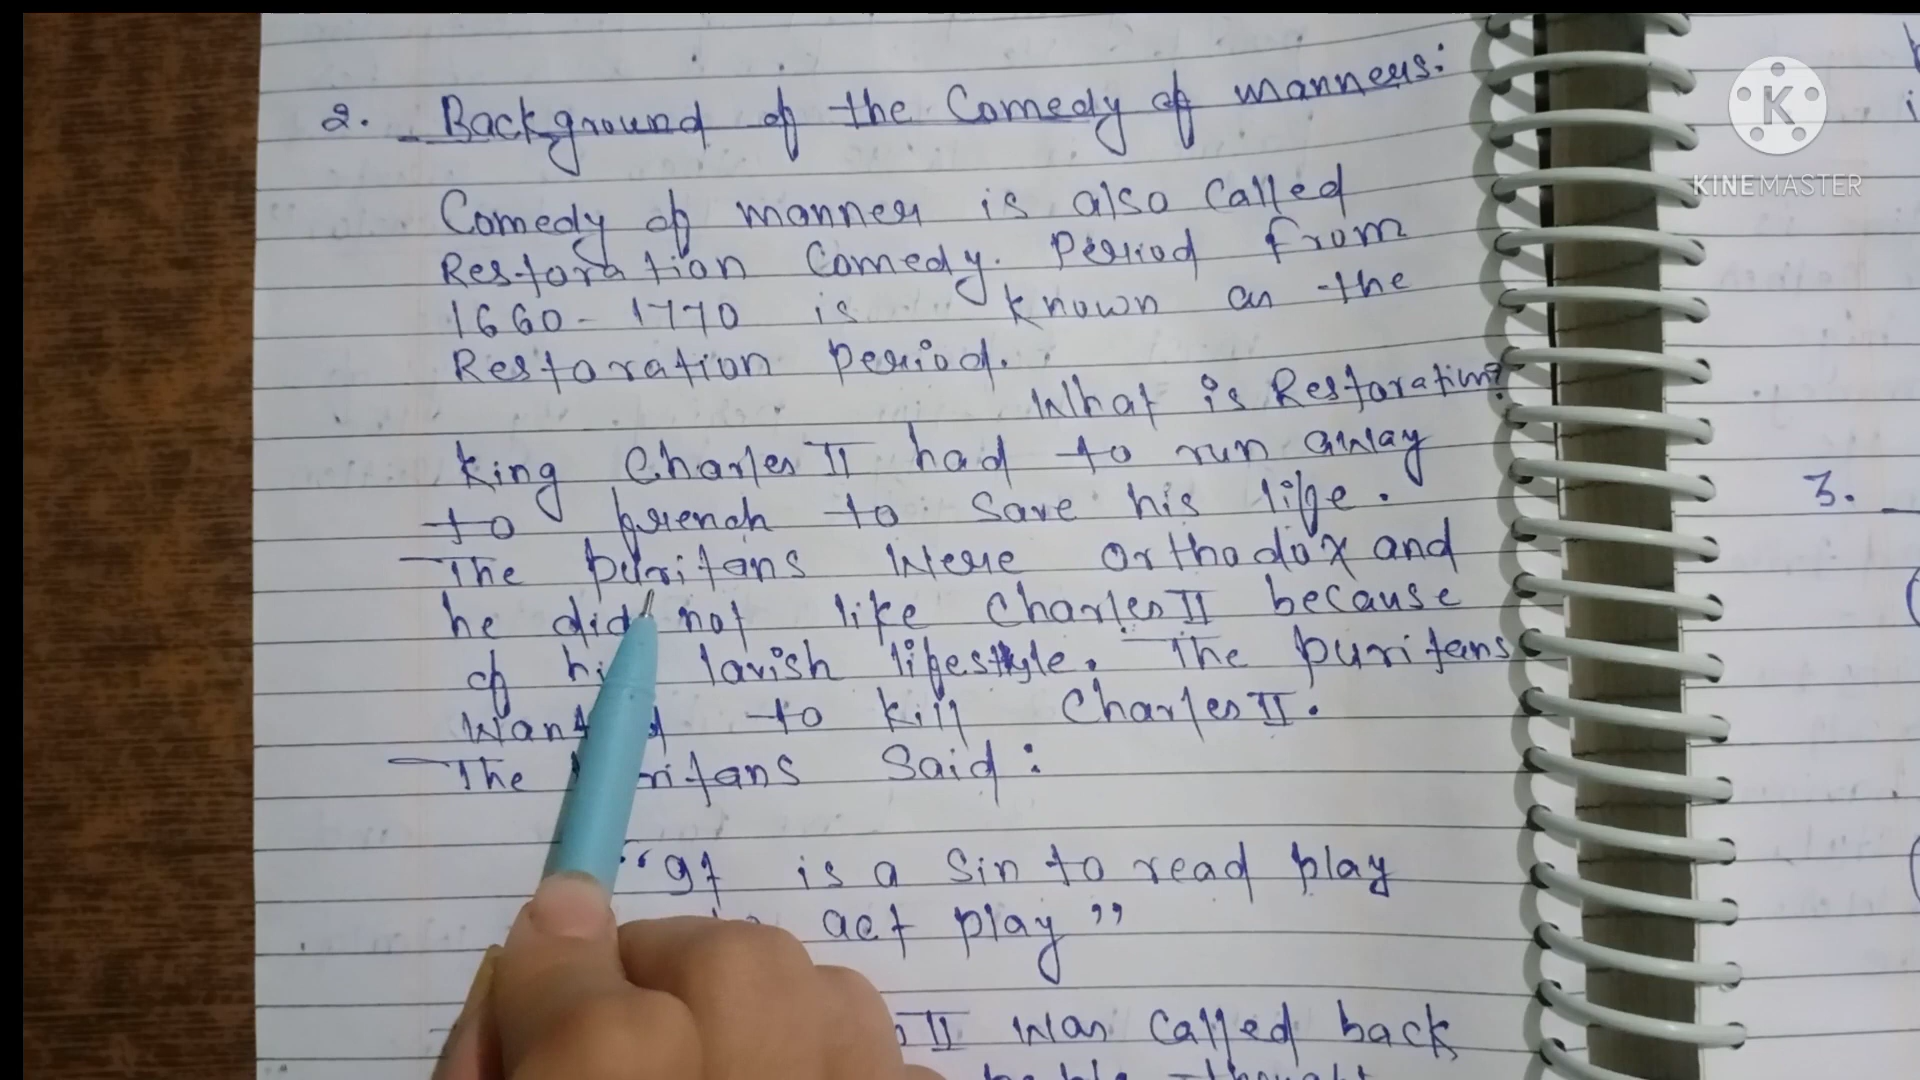 2. Background of the Comedy of manners:
Comedy of manner is also called
Restoration Comedy. Period from
1660-1770 is known as the
Restoration Period.
What is Restoration?
King Charles II had to run away
to french to save his life.
The puritans were orthodox and
he did not like Charles II because
of lavish lifestyle. The puritans
to kill Charles II.
The Said:
"It is a sin to read play
act play"
II was called back
3.
KINEMASTER